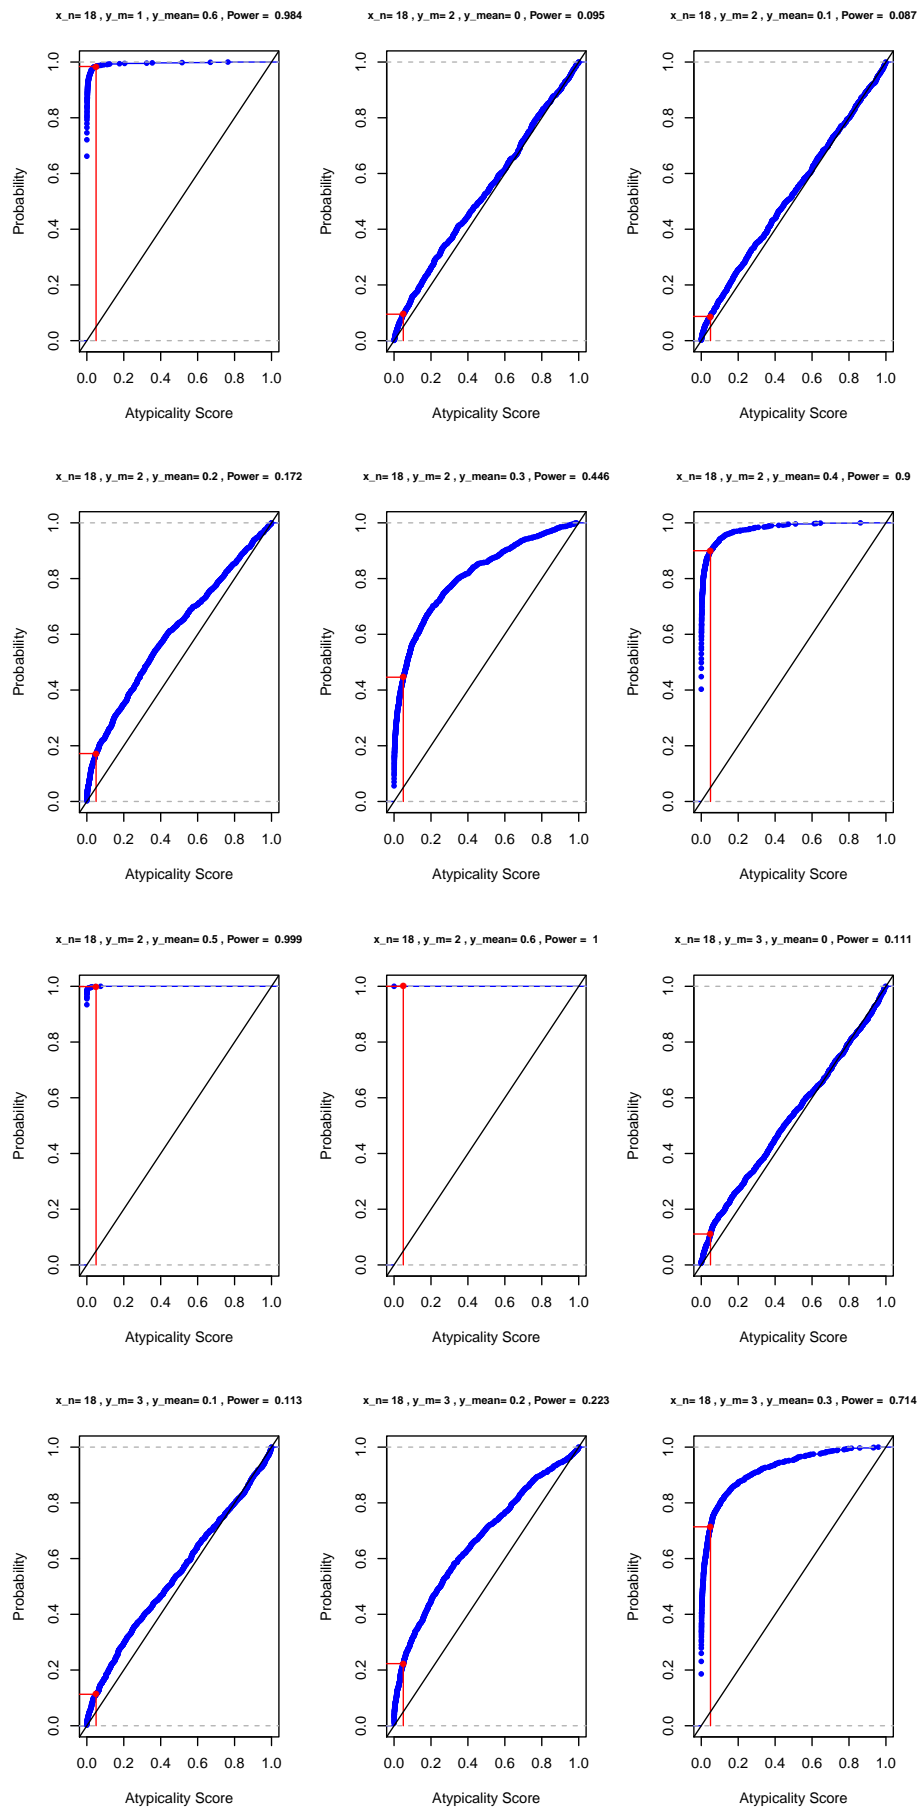 x_n= 18 , y_m= 1 , y_mean= 0.6 , Power = 0.984
x_n= 18 , y_m= 2 , y_mean= 0 , Power = 0.095
x_n= 18 , y_m= 2 , y_mean= 0.1 , Power = 0.087
Probability
0.0 0.2 0.4 0.6 0.8 1.0
0.0 0.2 0.4 0.6 0.8 1.0
Atypicality Score
Probability
0.0 0.2 0.4 0.6 0.8 1.0
0.0 0.2 0.4 0.6 0.8 1.0
Atypicality Score
Probability
0.0 0.2 0.4 0.6 0.8 1.0
0.0 0.2 0.4 0.6 0.8 1.0
Atypicality Score
x_n= 18 , y_m= 2 , y_mean= 0.2 , Power = 0.172
x_n= 18 , y_m= 2 , y_mean= 0.3 , Power = 0.446
x_n= 18 , y_m= 2 , y_mean= 0.4 , Power = 0.9
Probability
0.0 0.2 0.4 0.6 0.8 1.0
0.0 0.2 0.4 0.6 0.8 1.0
Atypicality Score
Probability
0.0 0.2 0.4 0.6 0.8 1.0
0.0 0.2 0.4 0.6 0.8 1.0
Atypicality Score
Probability
0.0 0.2 0.4 0.6 0.8 1.0
0.0 0.2 0.4 0.6 0.8 1.0
Atypicality Score
x_n= 18 , y_m= 2 , y_mean= 0.5 , Power = 0.999
x_n= 18 , y_m= 2 , y_mean= 0.6 , Power = 1
x_n= 18 , y_m= 3 , y_mean= 0 , Power = 0.111
Probability
0.0 0.2 0.4 0.6 0.8 1.0
0.0 0.2 0.4 0.6 0.8 1.0
Atypicality Score
Probability
0.0 0.2 0.4 0.6 0.8 1.0
0.0 0.2 0.4 0.6 0.8 1.0
Atypicality Score
Probability
0.0 0.2 0.4 0.6 0.8 1.0
0.0 0.2 0.4 0.6 0.8 1.0
Atypicality Score
x_n= 18 , y_m= 3 , y_mean= 0.1 , Power = 0.113
x_n= 18 , y_m= 3 , y_mean= 0.2 , Power = 0.223
x_n= 18 , y_m= 3 , y_mean= 0.3 , Power = 0.714
Probability
0.0 0.2 0.4 0.6 0.8 1.0
0.0 0.2 0.4 0.6 0.8 1.0
Atypicality Score
Probability
0.0 0.2 0.4 0.6 0.8 1.0
0.0 0.2 0.4 0.6 0.8 1.0
Atypicality Score
Probability
0.0 0.2 0.4 0.6 0.8 1.0
0.0 0.2 0.4 0.6 0.8 1.0
Atypicality Score